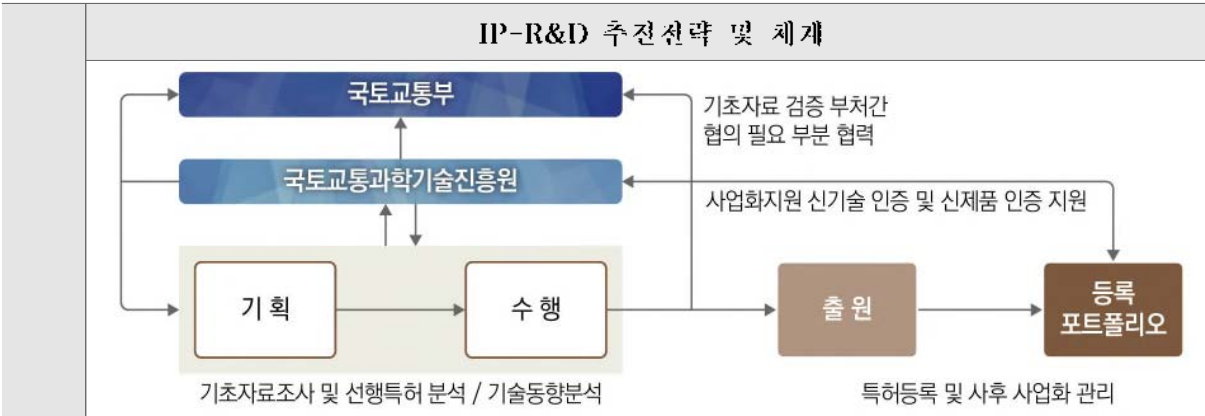 IP-R&D 추진전략 및 체계
국토교통부
기초자료 검증 부처간
협의 필요 부분 협력
국토교통과학기술진흥원
사업화지원 신기술 인증 및 신제품 인증 지원
기 획
수 행
출 원
등록
포트폴리오
기초자료조사 및 선행특허 분석 / 기술동향분석
특허등록 및 사후 사업화 관리